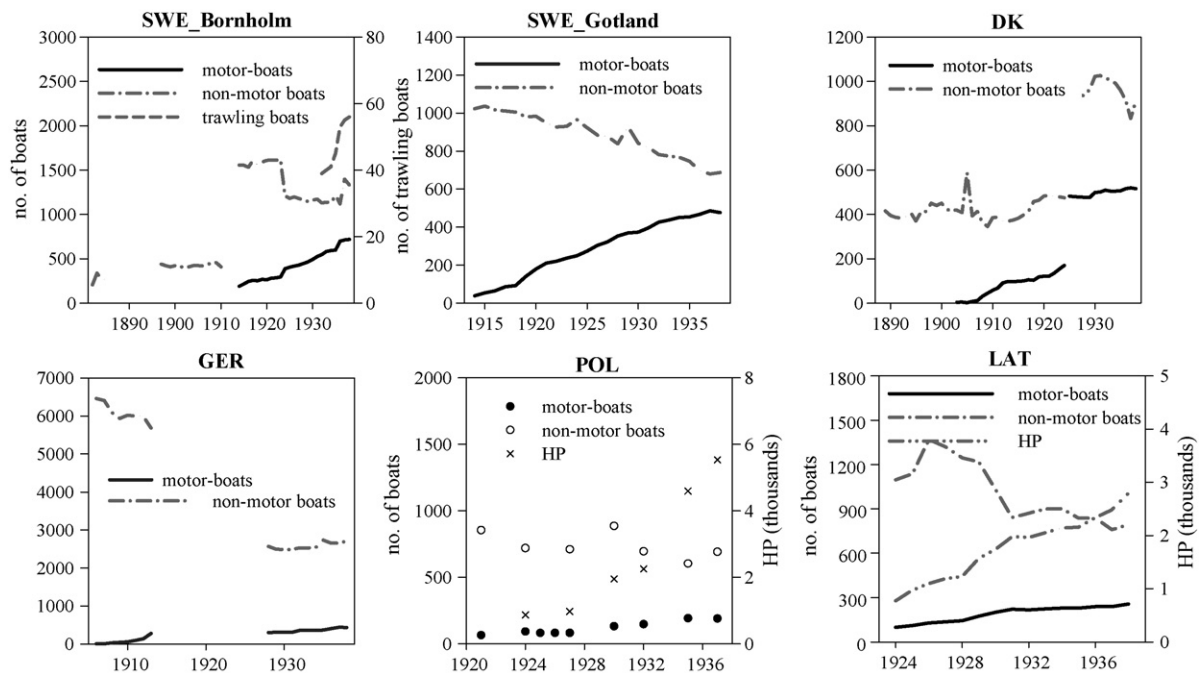 SWE_Bornholm
3000
2500
2000
1500
1000
500
0
80
60
40
20
0
no. of boats
no. of trawling boats
motor-boats
non-motor boats
trawling boats
1890 1900 1910 1920 1930
SWE_Gotland
1400
1200
1000
800
600
400
200
0
motor-boats
non-motor boats
1915 1920 1925 1930 1935
DK
1200
1000
800
600
400
200
0
motor-boats
non-motor boats
1890 1900 1910 1920 1930
GER
7000
6000
5000
4000
3000
2000
1000
0
motor-boats
non-motor boats
1910 1920 1930
POL
2000
1500
1000
500
0
8
6
4
2
0
no. of boats
HP (thousands)
motor-boats
non-motor boats
HP
1920 1924 1928 1932 1936
LAT
1800
1500
1200
900
600
300
0
5
4
3
2
1
0
no. of boats
HP (thousands)
motor-boats
non-motor boats
HP
1924 1928 1932 1936